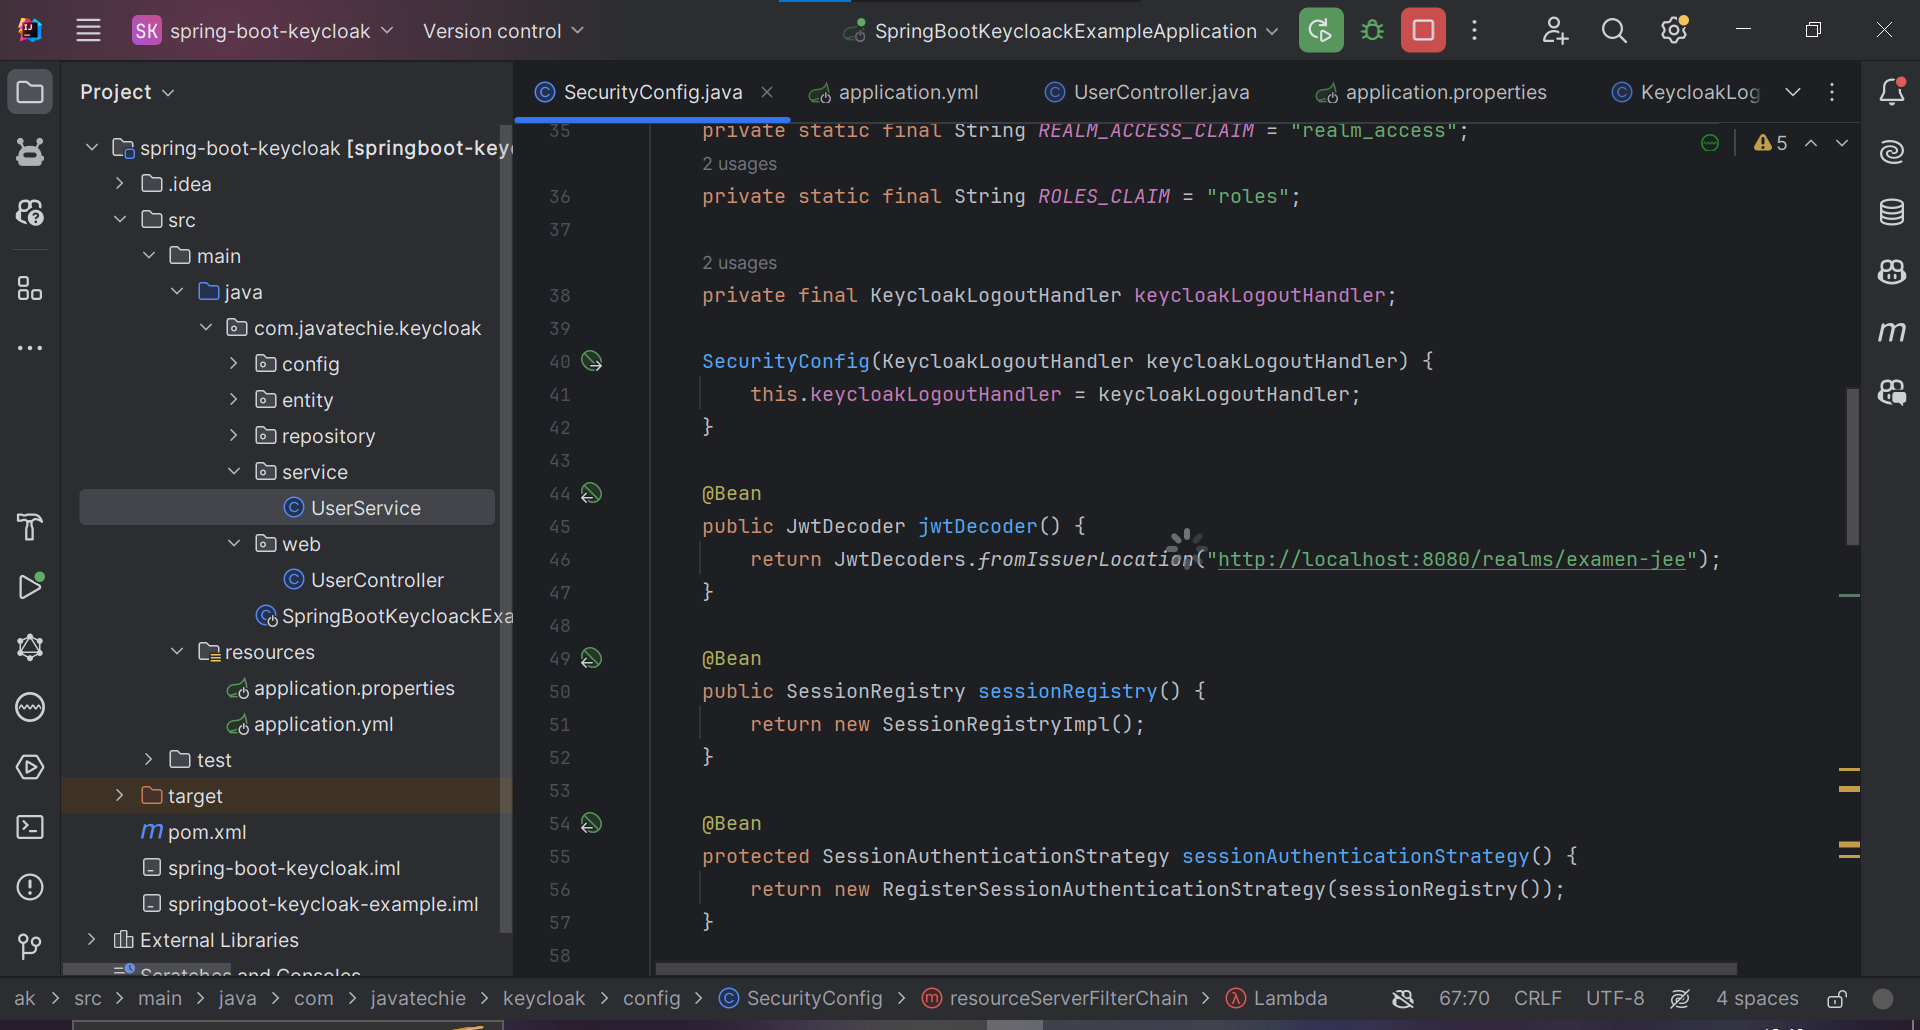 SK spring-boot-keycloak Version control SpringBootKeycloackExampleApplication
Project
SecurityConfig.java application.yml UserController.java application.properties KeycloakLog
spring-boot-keycloak [springboot-key
.idea
src
main
java
com.javatechie.keycloak
config
entity
repository
service
UserService
web
UserController
SpringBootKeycloackExa
resources
application.properties
application.yml
test
target
pom.xml
spring-boot-keycloak.iml
springboot-keycloak-example.iml
External Libraries
Scratches and Consoles
5
35 private static final String REALM_ACCESS_CLAIM = "realm_access";
2 usages
36 private static final String ROLES_CLAIM = "roles";
37
2 usages
38 private final KeycloakLogoutHandler keycloakLogoutHandler;
39
40 SecurityConfig(KeycloakLogoutHandler keycloakLogoutHandler) {
41 this.keycloakLogoutHandler = keycloakLogoutHandler;
42 }
43
44 @Bean
45 public JwtDecoder jwtDecoder() {
46 return JwtDecoders.fromIssuerLocation("http://localhost:8080/realms/examen-jee");
47 }
48
49 @Bean
50 public SessionRegistry sessionRegistry() {
51 return new SessionRegistryImpl();
52 }
53
54 @Bean
55 protected SessionAuthenticationStrategy sessionAuthenticationStrategy() {
56 return new RegisterSessionAuthenticationStrategy(sessionRegistry());
57 }
58
ak > src > main > java > com > javatechie > keycloak > config > SecurityConfig > resourceServerFilterChain > Lambda 67:70 CRLF UTF-8 4 spaces